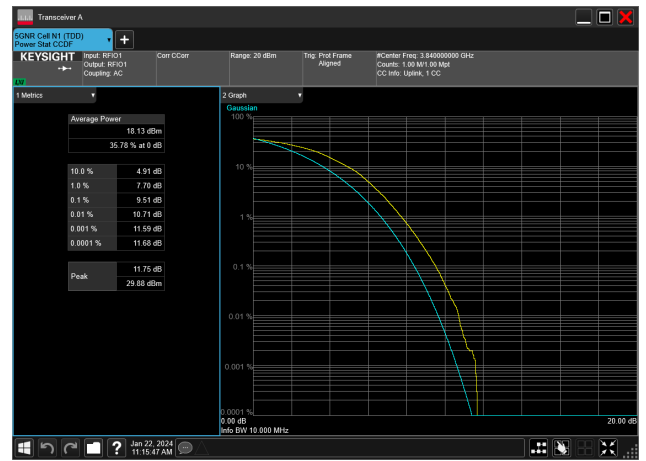 Transceiver A
5GNR Cell N1 (TDD)
Power Stat CCDF
KEYSIGHT
Input: RFIO1
Output: RFIO1
Coupling: AC
Corr CCorr
Range: 20 dBm
Trig: Prot Frame
Aligned
#Center Freq: 3.840000000 GHz
Counts: 1.00 M/1.00 Mpt
CC Info: Uplink, 1 CC
LXI
1 Metrics
Average Power
18.13 dBm
35.78 % at 0 dB
10.0 % 4.91 dB
1.0 % 7.70 dB
0.1 % 9.51 dB
0.01 % 10.71 dB
0.001 % 11.59 dB
0.0001 % 11.68 dB
Peak
11.75 dB
29.88 dBm
2 Graph
Gaussian
100 %
10 %
1 %
0.1 %
0.01 %
0.001 %
0.0001 %
0.00 dB
20.00 dB
Info BW 10.000 MHz
?
Jan 22, 2024
11:15:47 AM